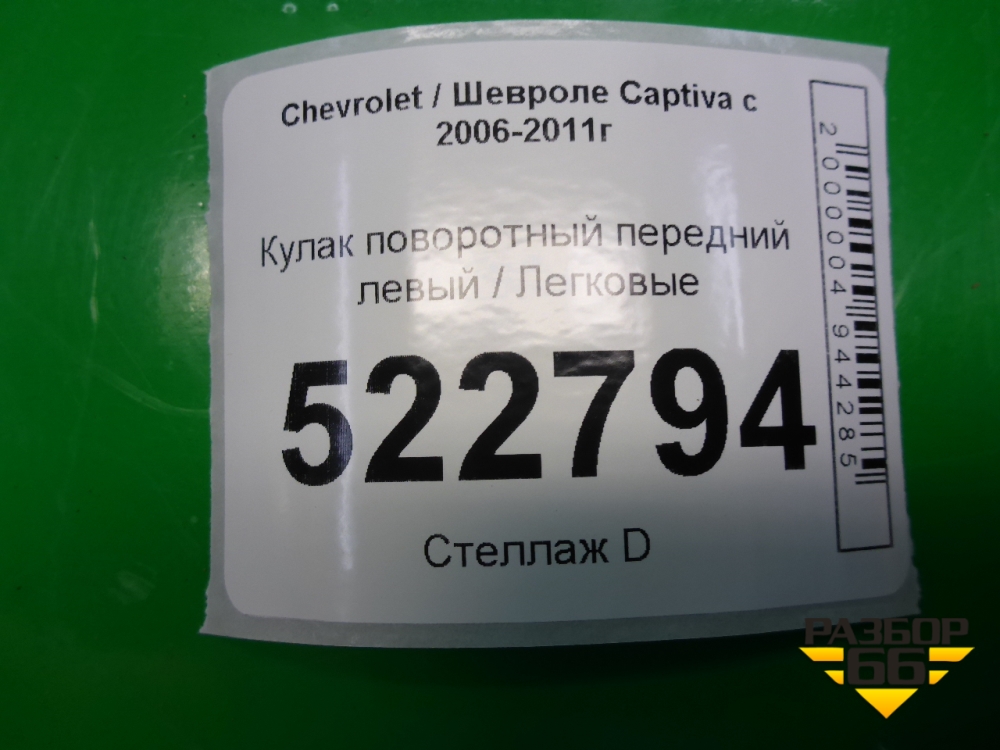 Chevrolet / Шевроле Captiva с
2006-2011г
Кулак поворотный передний
левый / Легковые
522794
Стеллаж D
2000004944285
РАЗБОР
66